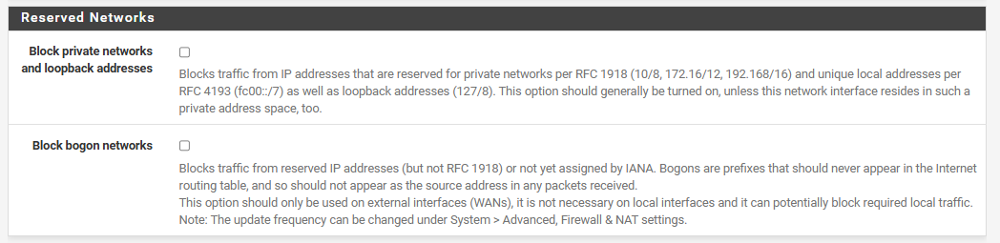 Reserved Networks
Block private networks
and loopback addresses
Blocks traffic from IP addresses that are reserved for private networks per RFC 1918 (10/8, 172.16/12, 192.168/16) and unique local addresses per
RFC 4193 (fc00::/7) as well as loopback addresses (127/8). This option should generally be turned on, unless this network interface resides in such a
private address space, too.
Block bogon networks
Blocks traffic from reserved IP addresses (but not RFC 1918) or not yet assigned by IANA. Bogons are prefixes that should never appear in the Internet
routing table, and so should not appear as the source address in any packets received.
This option should only be used on external interfaces (WANs), it is not necessary on local interfaces and it can potentially block required local traffic.
Note: The update frequency can be changed under System > Advanced, Firewall & NAT settings.